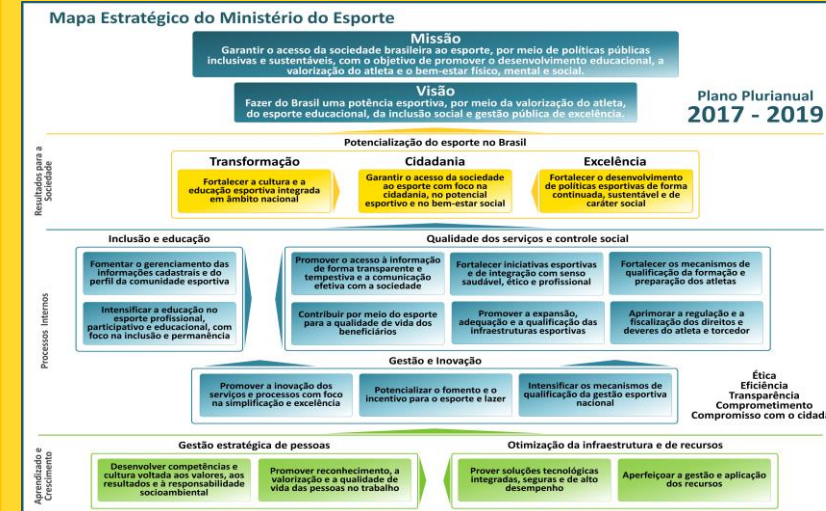 Mapa Estratégico do Ministério do Esporte
Missão
Garantir o acesso da sociedade brasileira ao esporte, por meio de políticas públicas
inclusivas e sustentáveis, com o objetivo de promover o desenvolvimento educacional, a
valorização do atleta e o bem-estar físico, mental e social.
Visão
Fazer do Brasil uma potência esportiva, por meio da valorização do atleta,
do esporte educacional, da inclusão social e gestão pública de excelência.
Plano Plurianual
2017 - 2019
Resultados para a
Sociedade
Potencialização do esporte no Brasil
Transformação
Fortalecer a cultura e a
educação esportiva integrada
em âmbito nacional
Cidadania
Garantir o acesso da sociedade
ao esporte com foco na
cidadania, no potencial
esportivo e no bem-estar social
Excelência
Fortalecer o desenvolvimento
de políticas esportivas de forma
continuada, sustentável e de
caráter social
Processos Internos
Inclusão e educação
Fomentar o gerenciamento das
informações cadastrais e do
perfil da comunidade esportiva
Intensificar a educação no
esporte profissional,
participativo e educacional, com
foco na inclusão e permanência
Qualidade dos serviços e controle social
Promover o acesso à informação
de forma transparente e
tempestiva e a comunicação
efetiva com a sociedade
Fortalecer iniciativas esportivas
e de integração com senso
saudável, ético e profissional
Fortalecer os mecanismos de
qualificação da formação e
preparação dos atletas
Contribuir por meio do esporte
para a qualidade de vida dos
beneficiários
Promover a expansão,
adequação e a qualificação das
infraestruturas esportivas
Aprimorar a regulação e a
fiscalização dos direitos e
deveres do atleta e torcedor
Gestão e Inovação
Promover a inovação dos
serviços e processos com foco
na simplificação e excelência
Potencializar o fomento e o
incentivo para o esporte e lazer
Intensificar os mecanismos de
qualificação da gestão esportiva
nacional
Ética
Eficiência
Transparência
Comprometimento
Compromisso com o cidadã
Aprendizado e
Crescimento
Gestão estratégica de pessoas
Desenvolver competências e
cultura voltada aos valores, aos
resultados e à responsabilidade
socioambiental
Promover reconhecimento, a
valorização e a qualidade de
vida das pessoas no trabalho
Otimização da infraestrutura e de recursos
Prover soluções tecnológicas
integradas, seguras e de alto
desempenho
Aperfeiçoar a gestão e aplicação
dos recursos